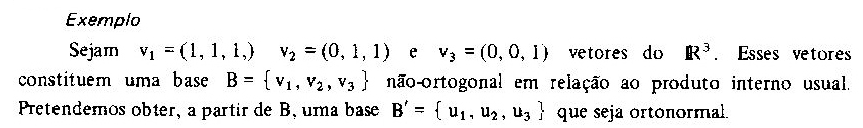 Exemplo
Sejam v₁ = (1, 1, 1,) v₂ = (0, 1, 1) e v₃ = (0, 0, 1) vetores do ℝ³. Esses vetores
constituem uma base B = { v₁, v₂, v₃ } não-ortogonal em relação ao produto interno usual.
Pretendemos obter, a partir de B, uma base B′ = { u₁, u₂, u₃ } que seja ortonormal.